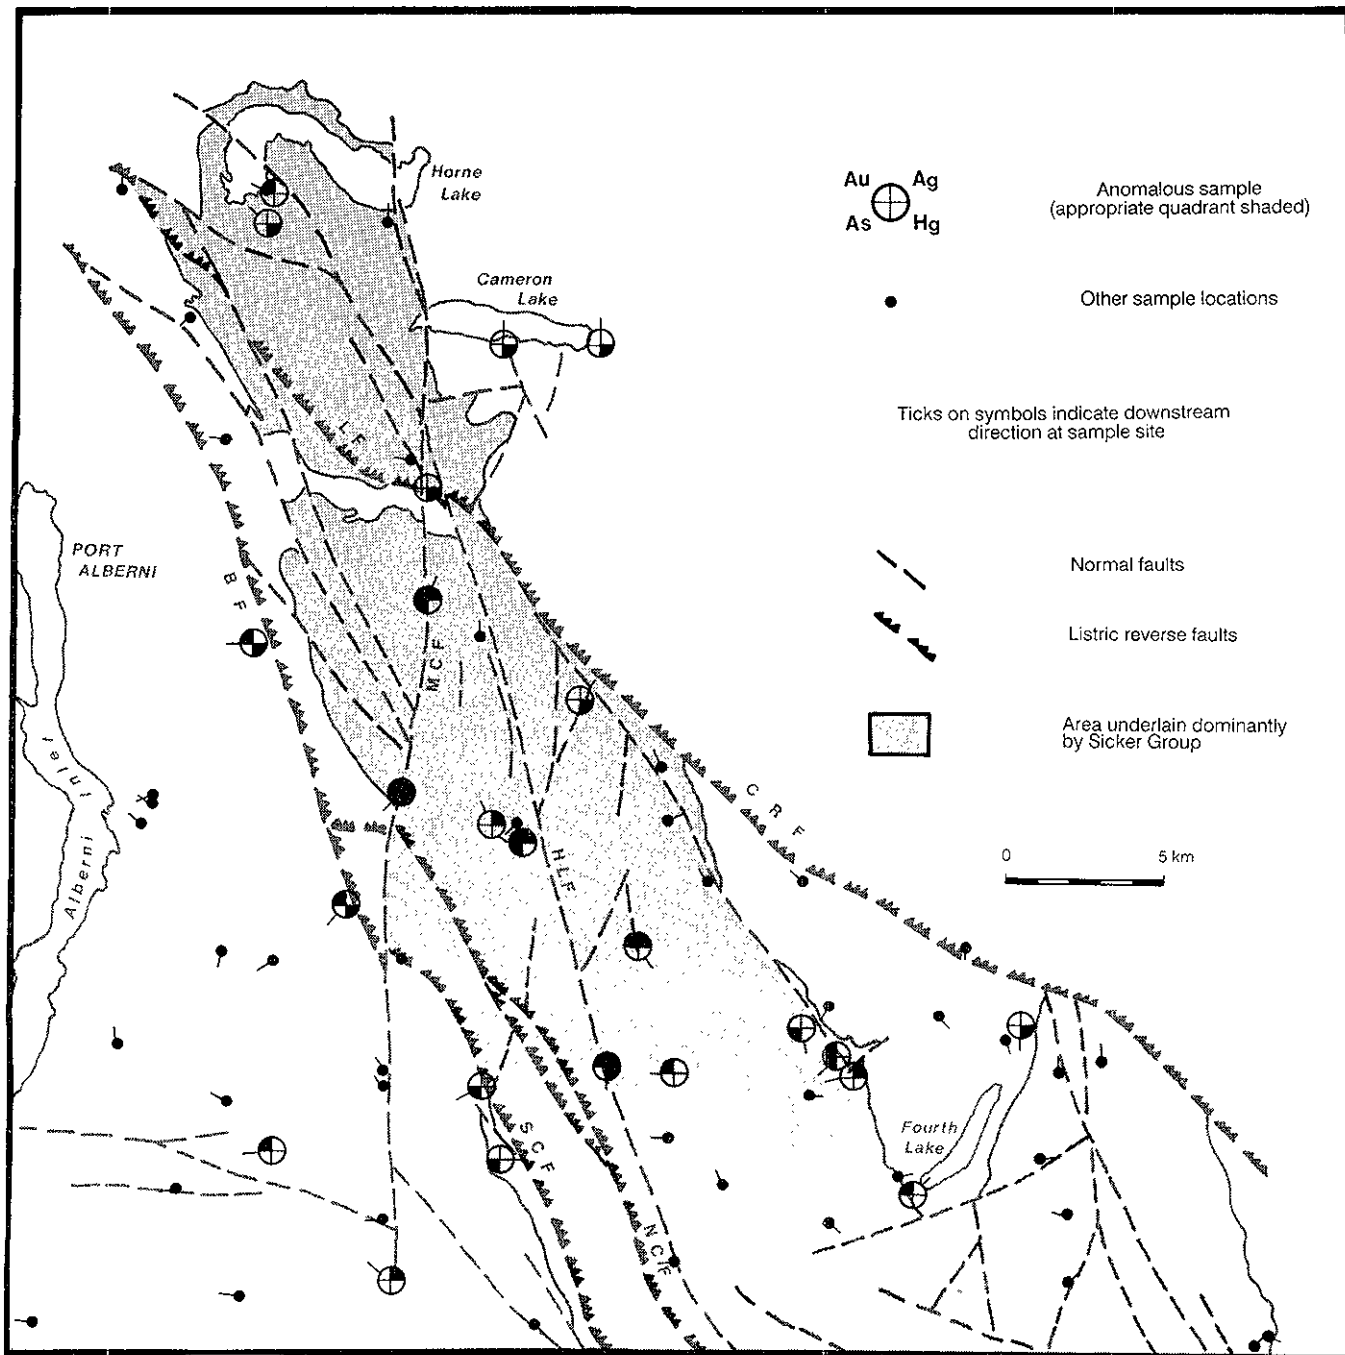 Horne
Lake
Cameron
Lake
Au Ag
As Hg
Anomalous sample
(appropriate quadrant shaded)
Other sample locations
Ticks on symbols indicate downstream
direction at sample site
Normal faults
Listric reverse faults
Area underlain dominantly
by Sicker Group
0 5 km
PORT
ALBERNI
Alberni Inlet
L F
B F
M C F
H L F
C R F
S C F
N C F
Fourth
Lake